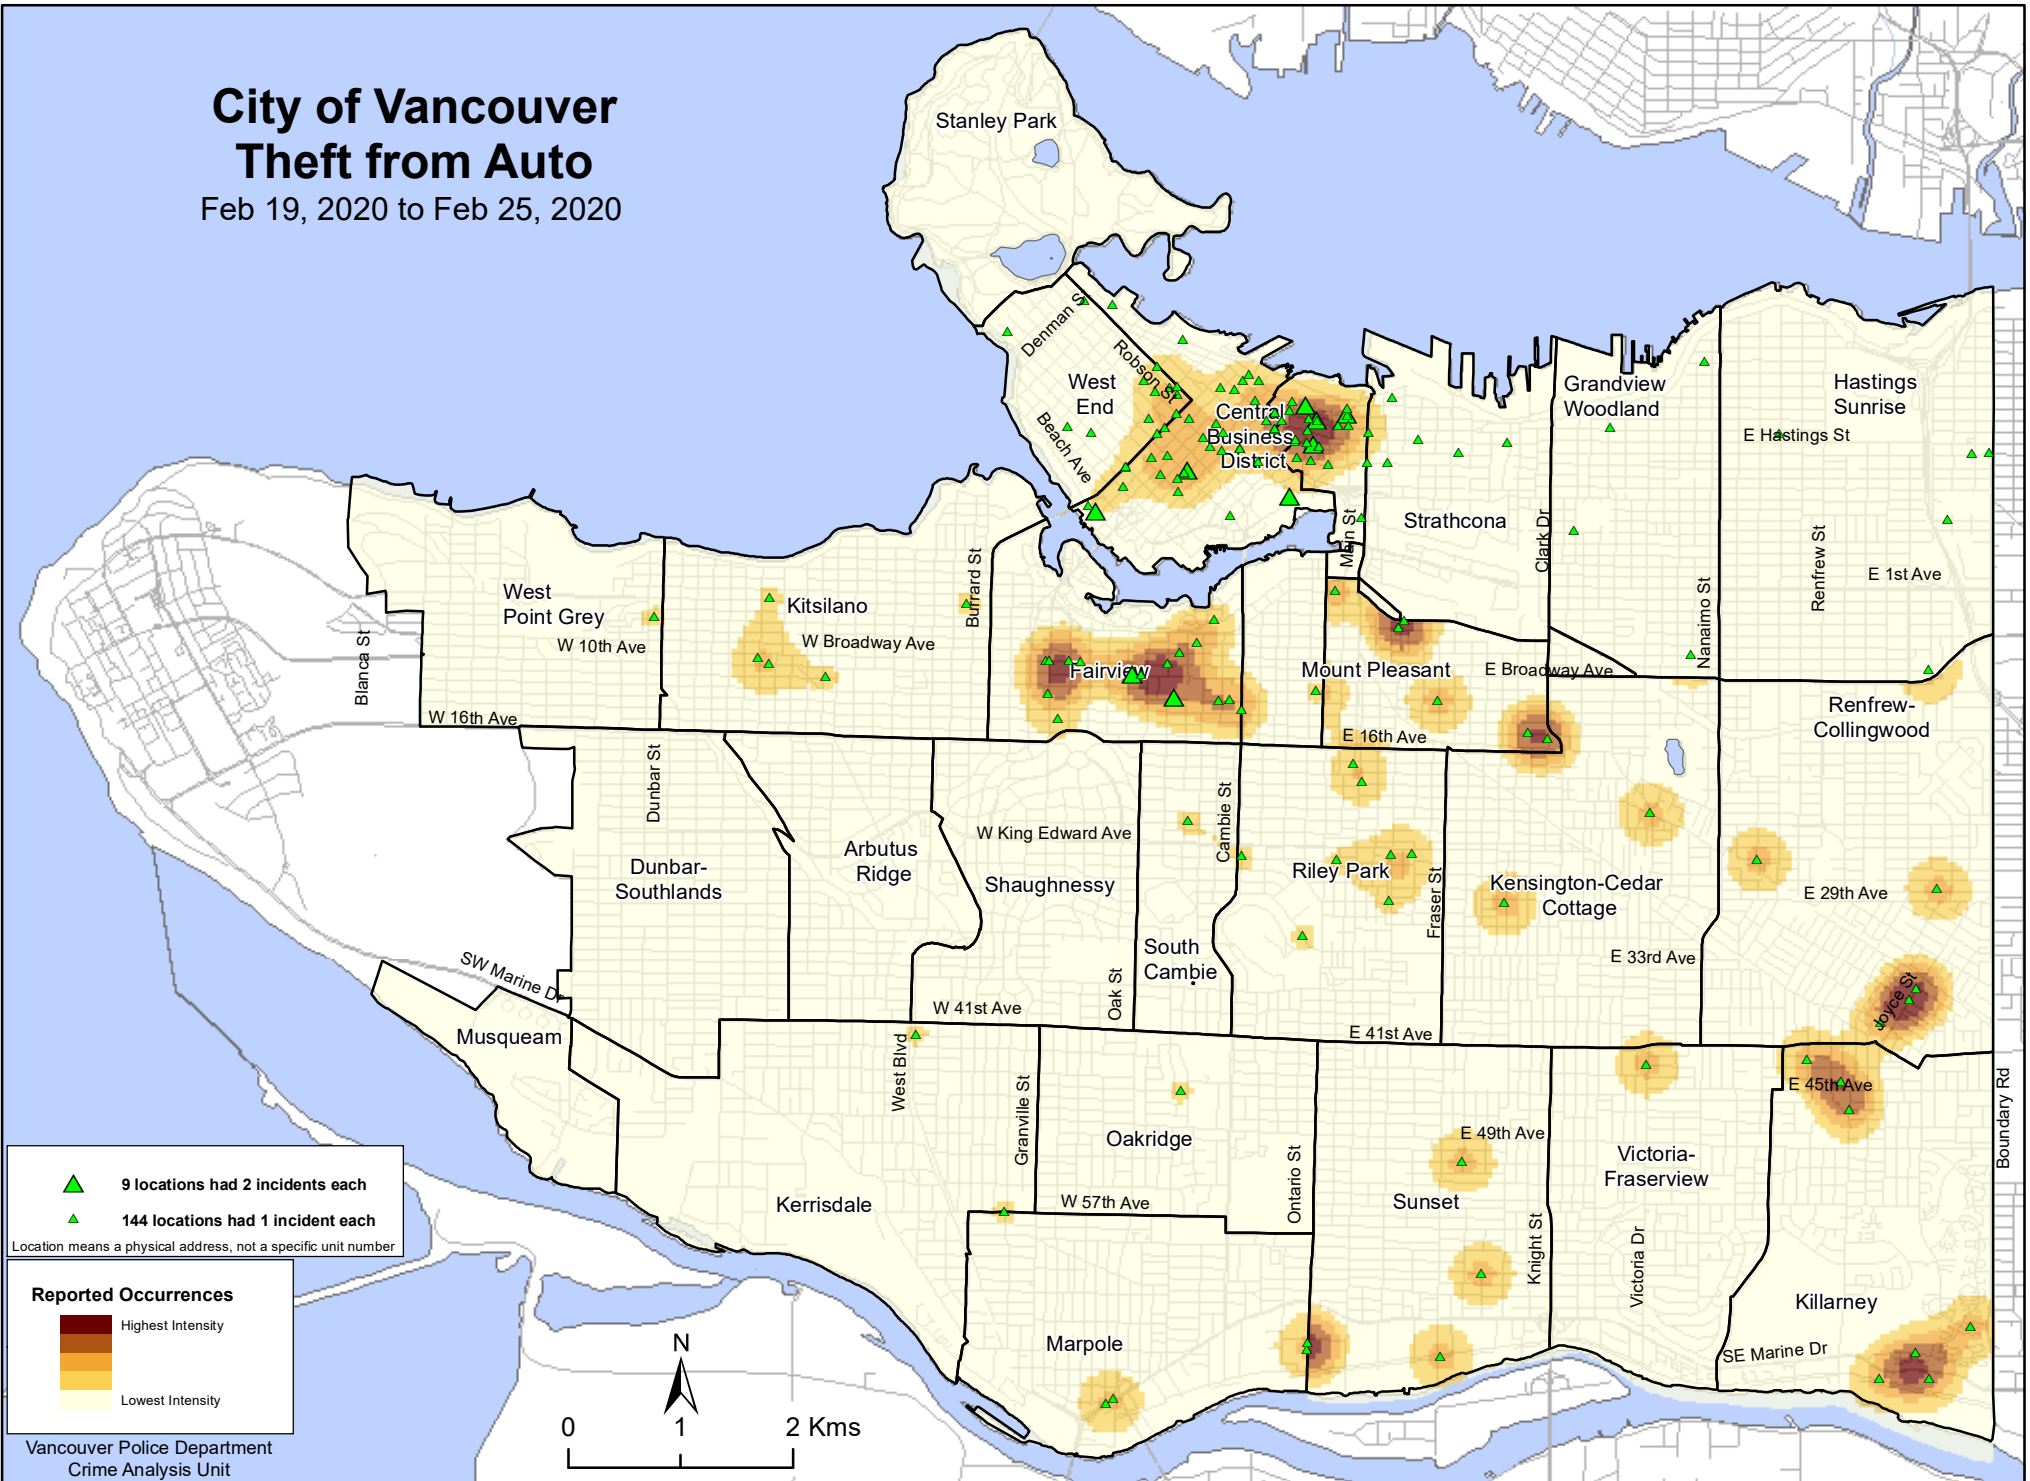 City of Vancouver
Theft from Auto
Feb 19, 2020 to Feb 25, 2020
Stanley Park
Denman St
Robson St
West
End
Beach Ave
Central
Business
District
Grandview
Woodland
Hastings
Sunrise
E Hastings St
Strathcona
Main St
Clark Dr
Nanaimo St
Renfrew St
E 1st Ave
West
Point Grey
W 10th Ave
Blanca St
W 16th Ave
Kitsilano
W Broadway Ave
Burrard St
Fairview
Mount Pleasant
E Broadway Ave
E 16th Ave
Renfrew-
Collingwood
Dunbar St
Dunbar-
Southlands
Arbutus
Ridge
W King Edward Ave
Shaughnessy
Cambie St
Riley Park
Fraser St
Kensington-Cedar
Cottage
E 29th Ave
E 33rd Ave
South
Cambie
Oak St
SW Marine Dr
W 41st Ave
E 41st Ave
Joyce St
Musqueam
West Blvd
Granville St
Oakridge
Ontario St
E 45th Ave
E 49th Ave
Boundary Rd
Victoria-
Fraserview
Kerrisdale
W 57th Ave
Sunset
Knight St
Victoria Dr
Killarney
Marpole
SE Marine Dr
9 locations had 2 incidents each
144 locations had 1 incident each
Location means a physical address, not a specific unit number
Reported Occurrences
Highest Intensity
Lowest Intensity
N
0 1 2 Kms
Vancouver Police Department
Crime Analysis Unit